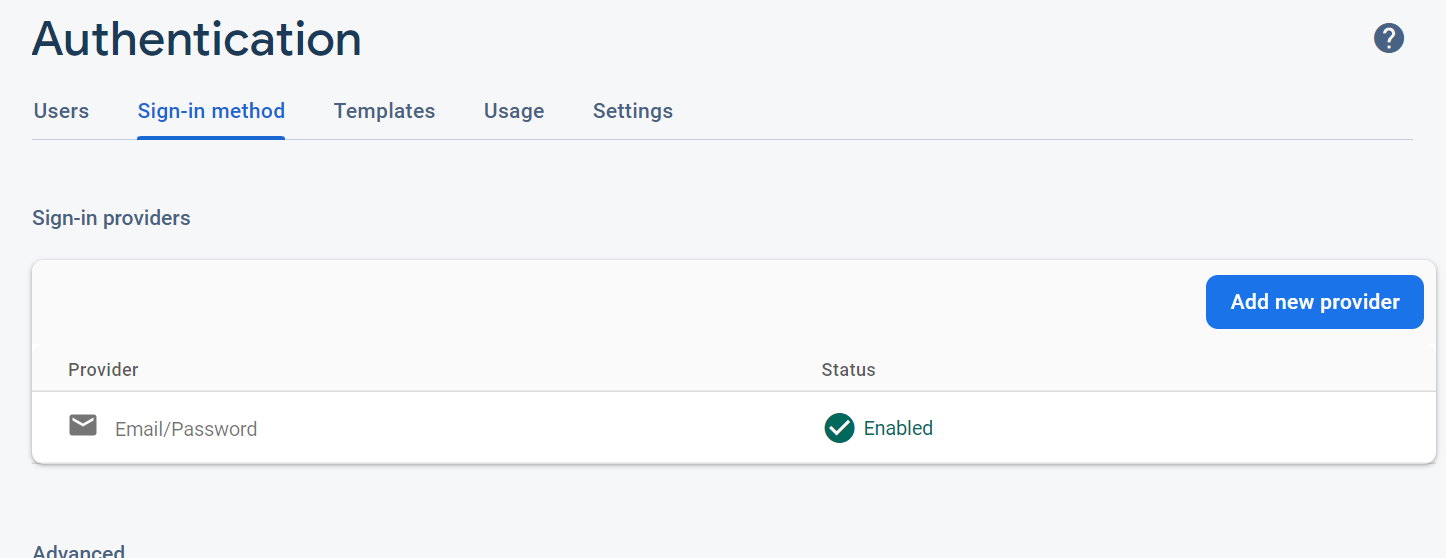 Authentication
?
Users Sign-in method Templates Usage Settings
Sign-in providers
Add new provider
Provider Status
Email/Password Enabled
Advanced